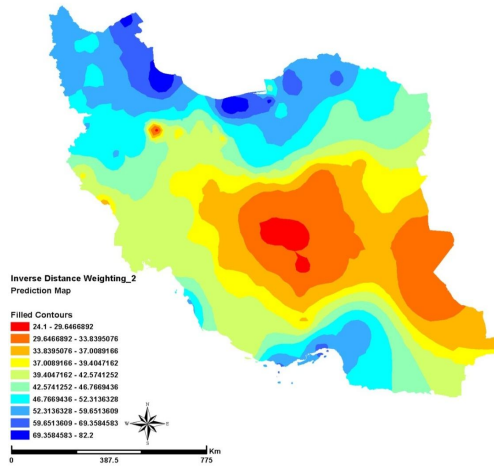 Inverse Distance Weighting_2
Prediction Map
Filled Contours
24.1 - 29.6466892
29.6466892 - 33.8395076
33.8395076 - 37.0089166
37.0089166 - 39.4047162
39.4047162 - 42.5741252
42.5741252 - 46.7669436
46.7669436 - 52.3136328
52.3136328 - 59.6513609
59.6513609 - 69.3584583
69.3584583 - 82.2
N
W E
S
Km
0 387.5 775